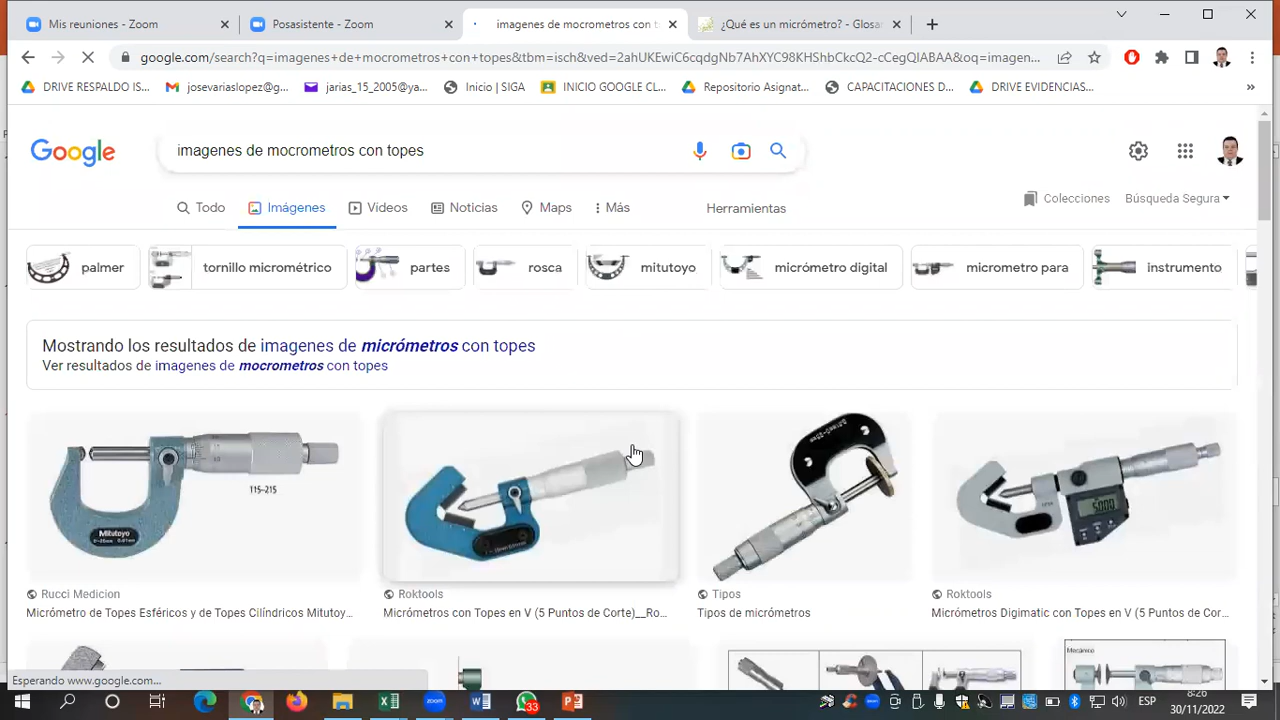 Mis reuniones - Zoom
Posasistente - Zoom
imagenes de mocrometros con t
¿Qué es un micrómetro? - Glosar
google.com/search?q=imagenes+de+mocrometros+con+topes&tbm=isch&ved=2ahUKEwiC6cqdgNb7AhXYC98KHShbCkcQ2-cCegQIABAA&oq=imagen...
DRIVE RESPALDO IS...
josevariaslopez@g...
jarias_15_2005@ya...
Inicio | SIGA
INICIO GOOGLE CL...
Repositorio Asignat...
CAPACITACIONES D...
DRIVE EVIDENCIAS...
»
Google
imagenes de mocrometros con topes
Todo
Imágenes
Videos
Noticias
Maps
Más
Herramientas
Colecciones
Búsqueda Segura
palmer
tornillo micrométrico
partes
rosca
mitutoyo
micrómetro digital
micrometro para
instrumento
Mostrando los resultados de imagenes de micrómetros con topes
Ver resultados de imagenes de mocrometros con topes
115-215
Mitutoyo
5.000
Rucci Medicion
Micrómetro de Topes Esféricos y de Topes Cilíndricos Mitutoy...
Roktools
Micrómetros con Topes en V (5 Puntos de Corte)__Ro...
Tipos
Tipos de micrómetros
Roktools
Micrómetros Digimatic con Topes en V (5 Puntos de Cor...
Mecánico
Esperando www.google.com...
33
ESP
8:26
30/11/2022